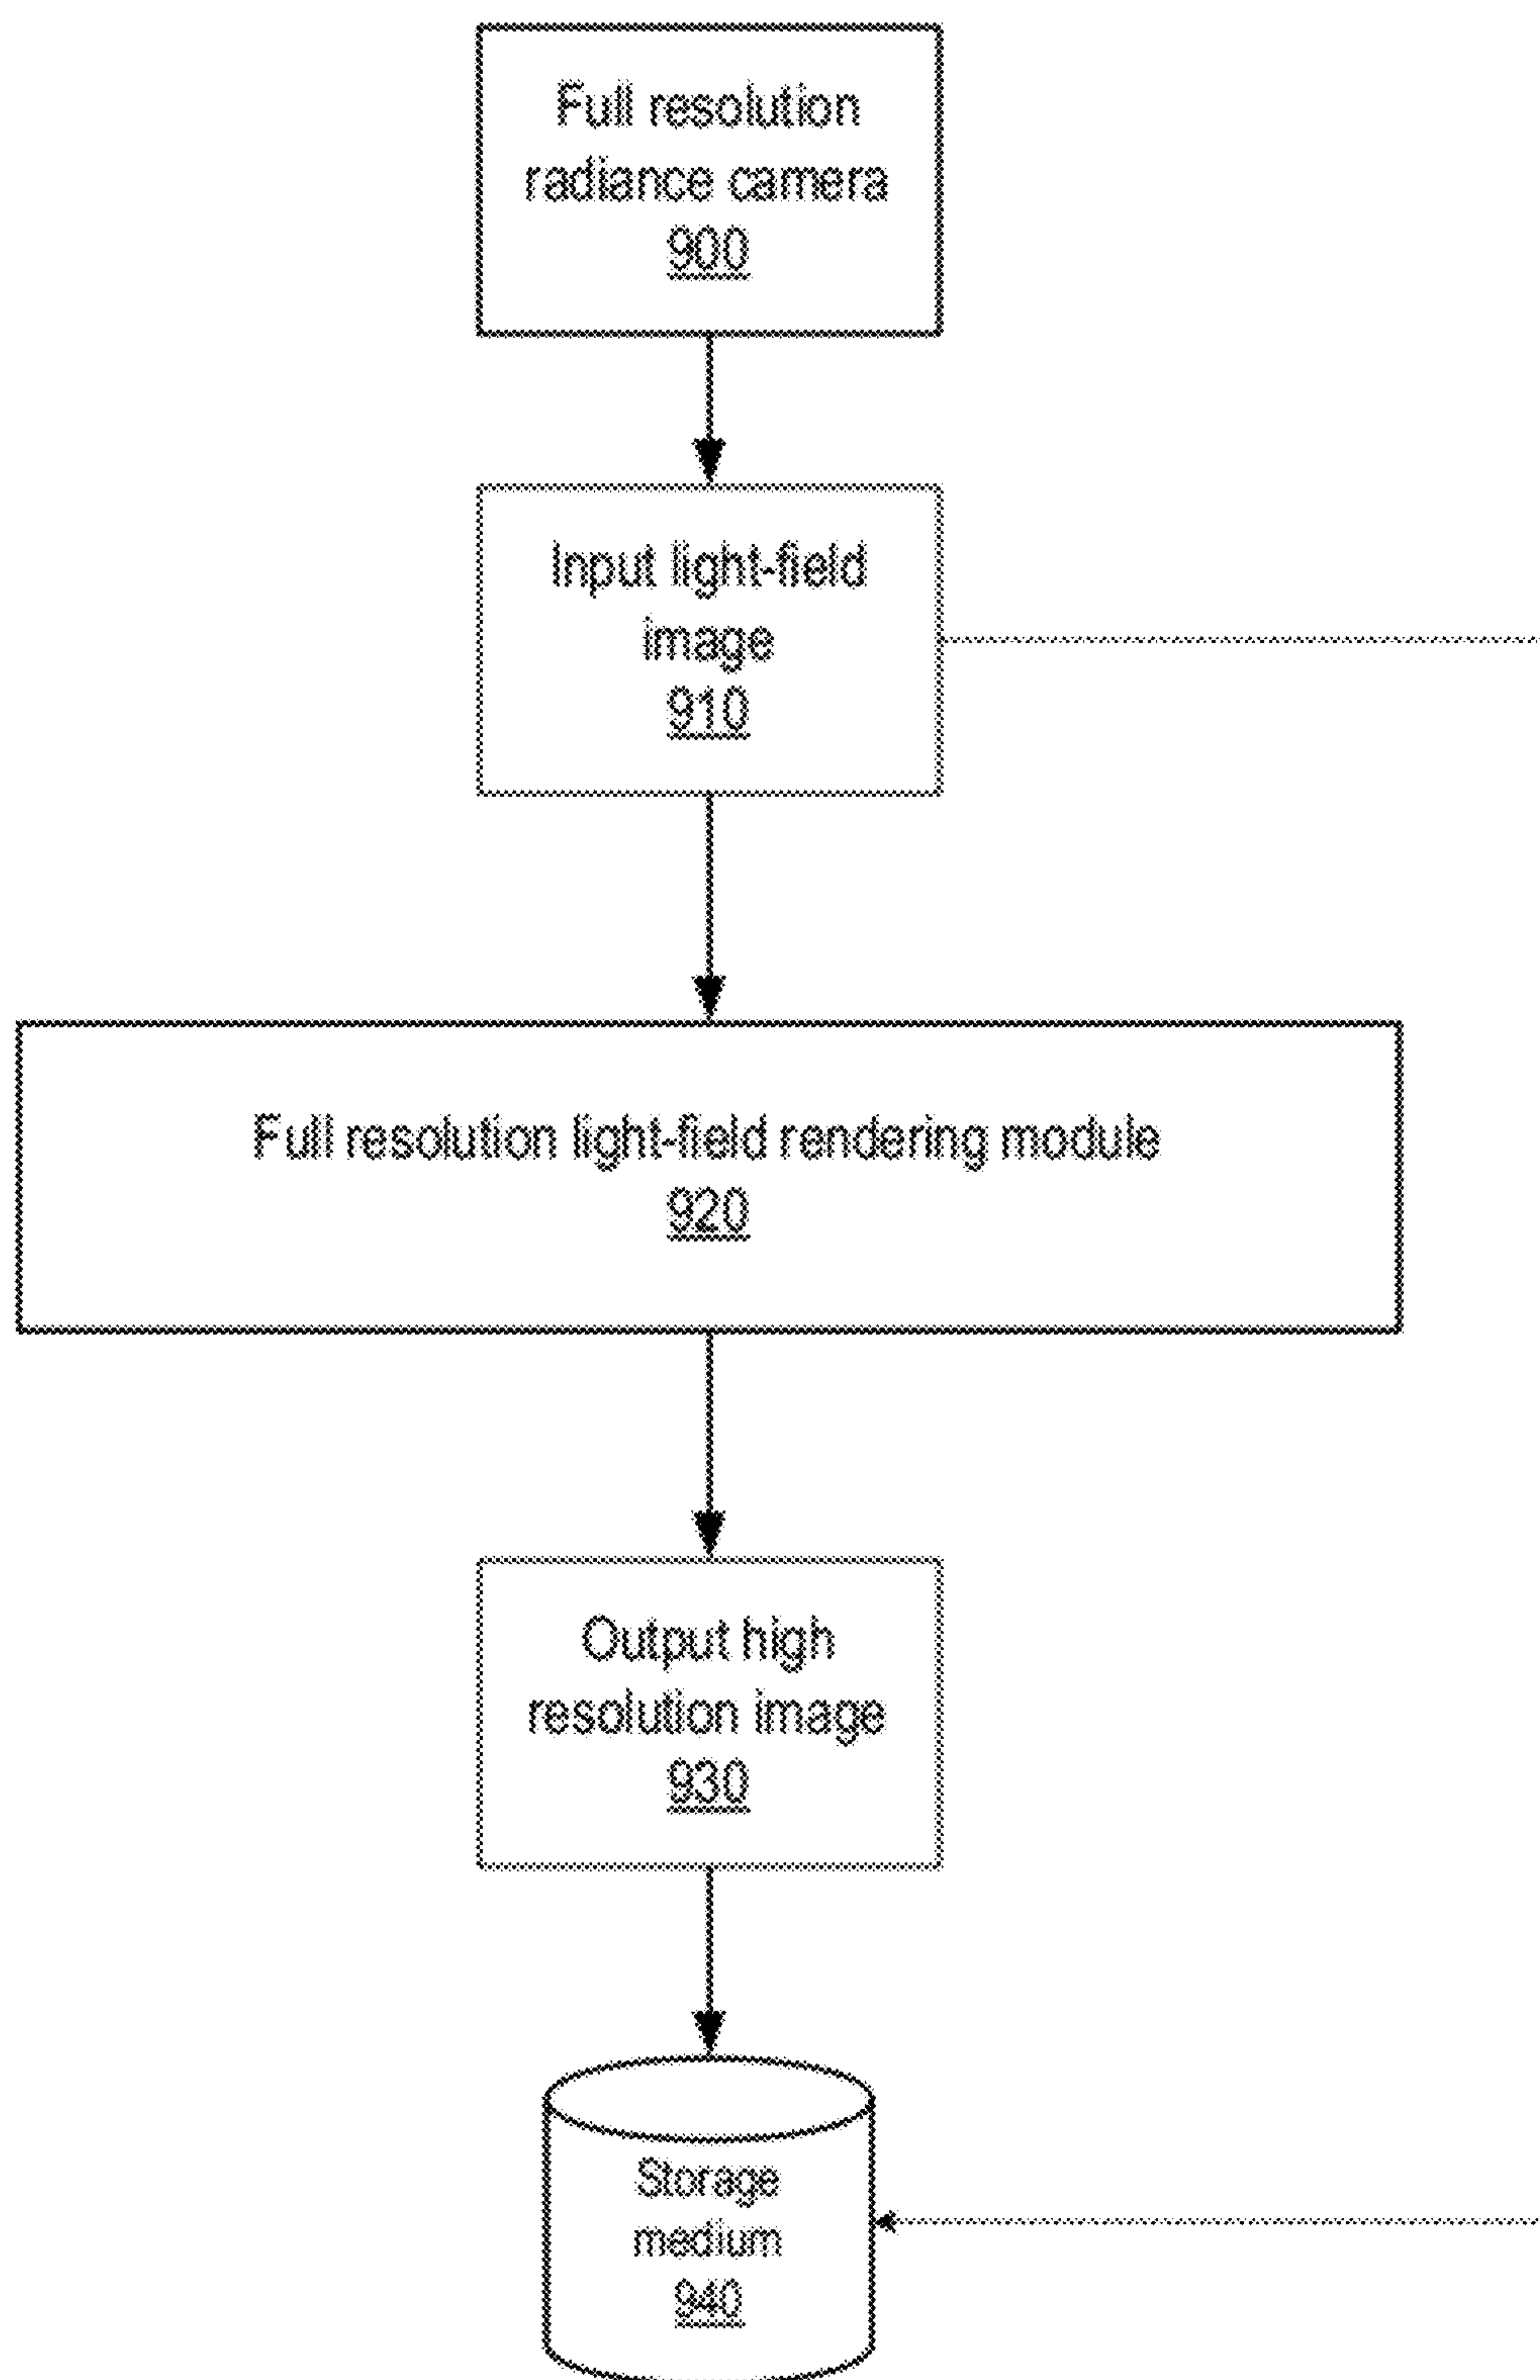 Full resolution
radiance camera
900
Input light-field
image
910
Full resolution light-field rendering module
920
Output high
resolution image
930
Storage
medium
940